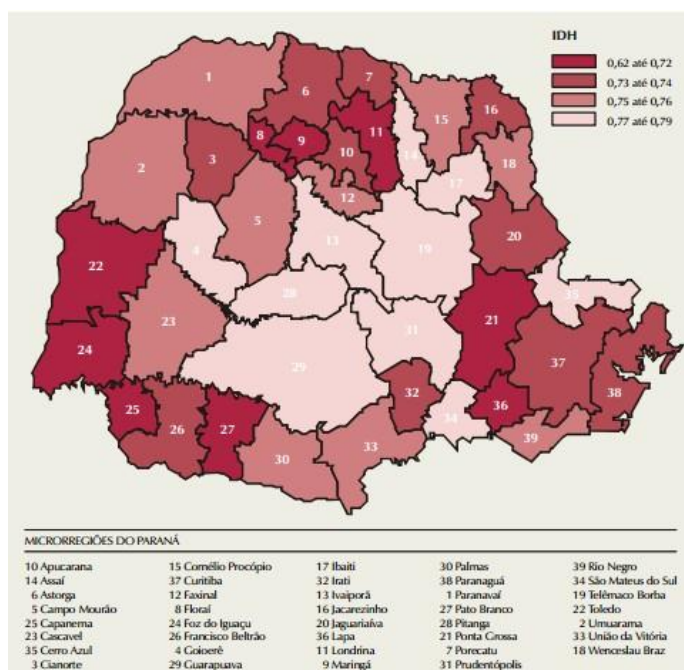 IDH
0,62 até 0,72
0,73 até 0,74
0,75 até 0,76
0,77 até 0,79
1
6
7
15
16
8
9
11
14
2
3
10
18
17
12
5
4
13
19
20
22
28
35
23
21
31
24
29
37
32
36
38
25
34
26
27
33
39
30
MICRORREGIÕES DO PARANÁ
10 Apucarana
14 Assaí
6 Astorga
5 Campo Mourão
25 Capanema
23 Cascavel
35 Cerro Azul
3 Cianorte
15 Cornélio Procópio
37 Curitiba
12 Faxinal
8 Floraí
24 Foz do Iguaçu
26 Francisco Beltrão
4 Goioerê
29 Guarapuava
17 Ibaiti
32 Irati
13 Ivaiporã
16 Jacarezinho
20 Jaguariaíva
36 Lapa
11 Londrina
9 Maringá
30 Palmas
38 Paranaguá
1 Paranavaí
27 Pato Branco
28 Pitanga
21 Ponta Grossa
7 Porecatu
31 Prudentópolis
39 Rio Negro
34 São Mateus do Sul
19 Telêmaco Borba
22 Toledo
2 Umuarama
33 União da Vitória
18 Wenceslau Braz